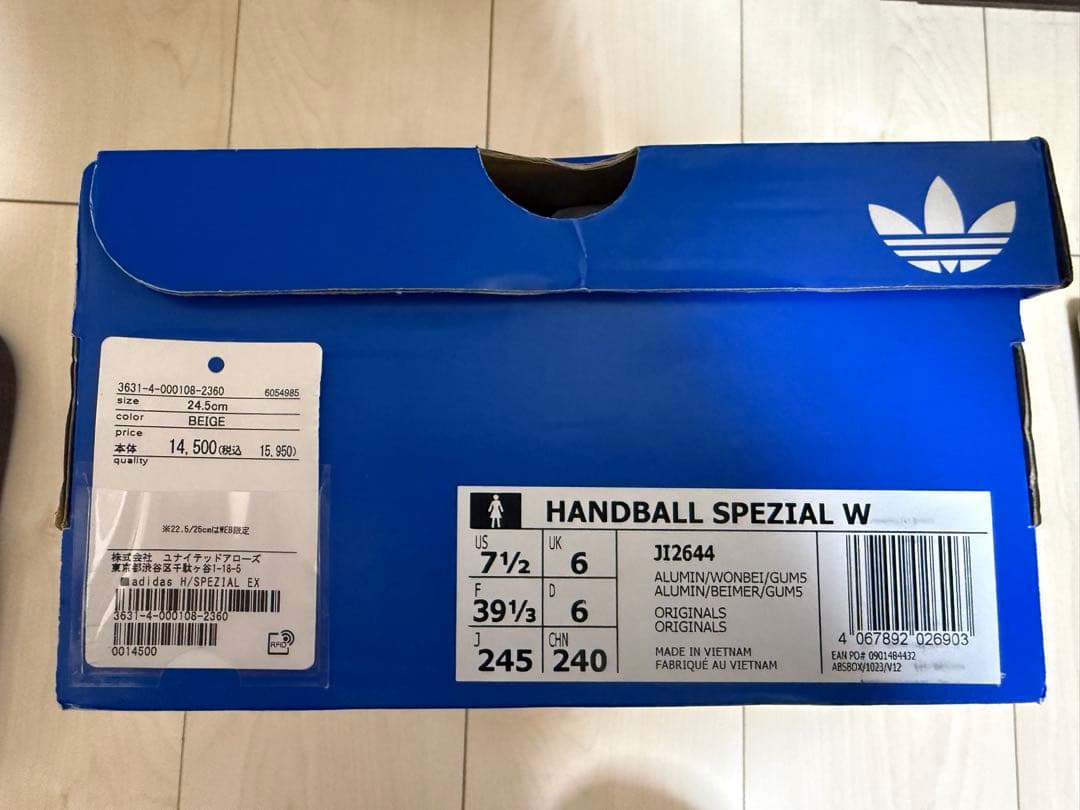 3631-4-000108-2360 6054985
size 24.5cm
color BEIGE
price
本体 14,500(税込 15,950)
quality
※22.5/25cmはWEB限定
株式会社 ユナイテッドアローズ
東京都渋谷区千駄ヶ谷1-18-5
■adidas H/SPEZIAL EX
3631-4-000108-2360
0014500
RFID
HANDBALL SPEZIAL W
US 7½ UK 6
F 39⅓ D 6
J 245 CHN 240
JI2644
ALUMIN/WONBEI/GUM5
ALUMIN/BEIMER/GUM5
ORIGINALS
ORIGINALS
MADE IN VIETNAM
FABRIQUÉ AU VIETNAM
4 067892 026903
EAN PO# 0901484432
ABSBOX/1023/V12